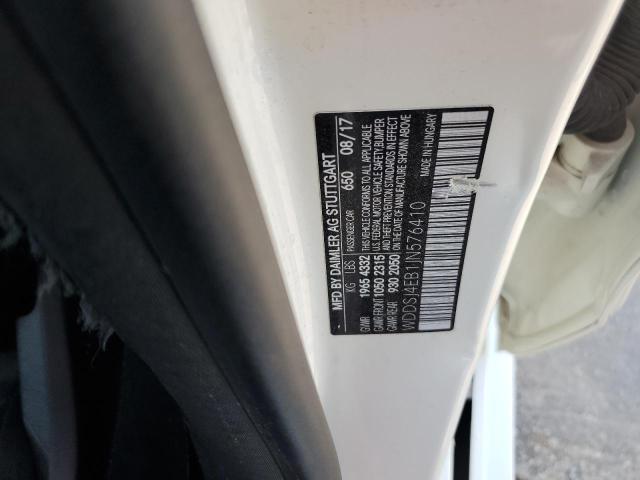 MFD BY DAIMLER AG STUTTGART 08/17
KG LBS PASSENGER CAR 650
GVWR 1965 4332 THIS VEHICLE CONFORMS TO ALL APPLICABLE
GAWR FRONT 1050 2315 U.S. FEDERAL MOTOR VEHICLE SAFETY, BUMPER
GAWR REAR 930 2050 AND THEFT PREVENTION STANDARDS IN EFFECT
ON THE DATE OF MANUFACTURE SHOWN ABOVE
MADE IN HUNGARY
WDDSJ4EB1JN576410